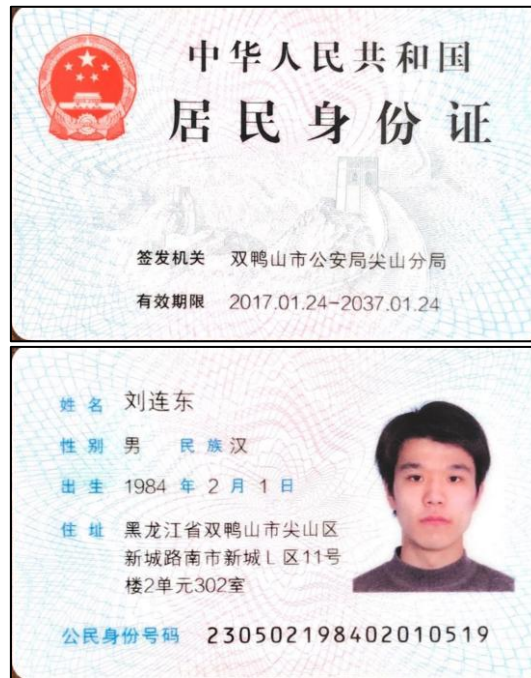 中华人民共和国
居民身份证
签发机关 双鸭山市公安局尖山分局
有效期限 2017.01.24-2037.01.24
姓名 刘连东
性别 男 民族 汉
出生 1984 年 2 月 1 日
住址 黑龙江省双鸭山市尖山区
新城路南市新城L区11号
楼2单元302室
公民身份号码 230502198402010519